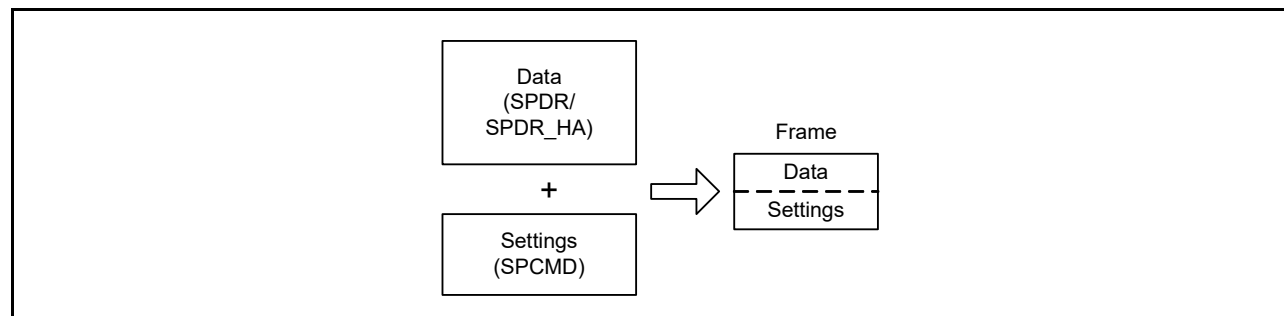 Data
(SPDR/
SPDR_HA)
+
Settings
(SPCMD)
Frame
Data
Settings